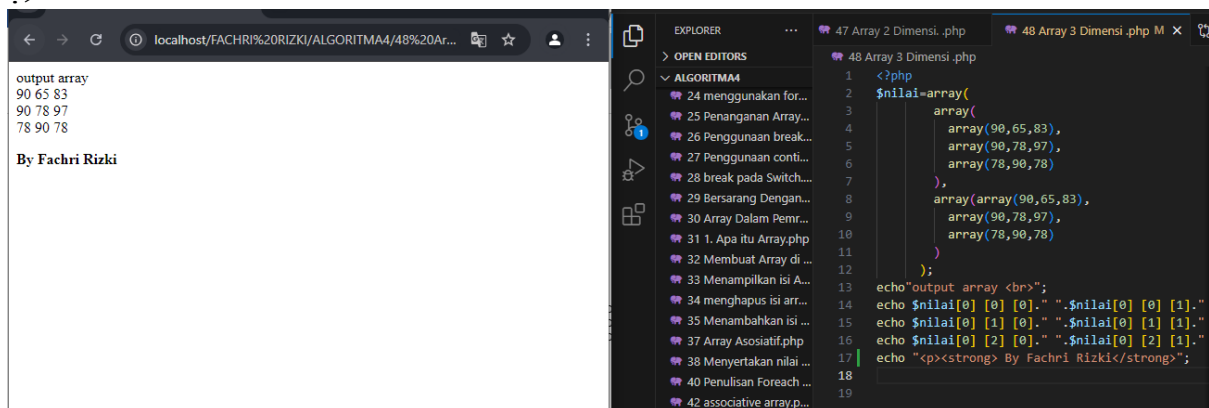 localhost/FACHRI%20RIZKI/ALGORITMA4/48%20Ar...
output array
90 65 83
90 78 97
78 90 78
By Fachri Rizki
EXPLORER ...
> OPEN EDITORS
ALGORITMA4
24 menggunakan for...
25 Penanganan Array...
26 Penggunaan break...
27 Penggunaan conti...
28 break pada Switch....
29 Bersarang Dengan...
30 Array Dalam Pemr...
31 1. Apa itu Array.php
32 Membuat Array di ...
33 Menampilkan isi A...
34 menghapus isi arr...
35 Menambahkan isi ...
37 Array Asosiatif.php
38 Menyertakan nilai ...
40 Penulisan Foreach ...
42 associative array.p...
1
47 Array 2 Dimensi. .php
48 Array 3 Dimensi .php M ×
48 Array 3 Dimensi .php
1 <?php
2 $nilai=array(
3 array(
4 array(90,65,83),
5 array(90,78,97),
6 array(78,90,78)
7 ),
8 array(array(90,65,83),
9 array(90,78,97),
10 array(78,90,78)
11 )
12 );
13 echo"output array <br>";
14 echo $nilai[0] [0] [0]." ".$nilai[0] [0] [1]."
15 echo $nilai[0] [1] [0]." ".$nilai[0] [1] [1]."
16 echo $nilai[0] [2] [0]." ".$nilai[0] [2] [1]."
17 echo "<p><strong> By Fachri Rizki</strong>";
18
19